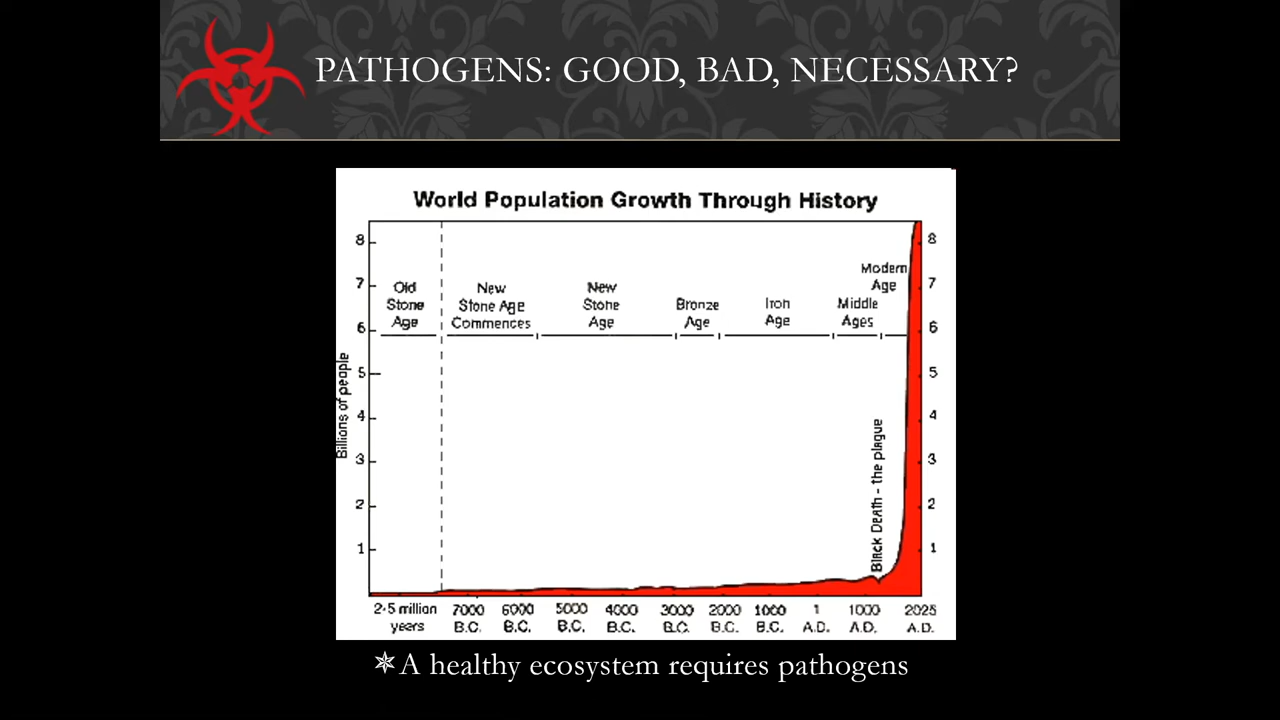 PATHOGENS: GOOD, BAD, NECESSARY?
World Population Growth Through History
8
7
6
5
4
3
2
1
Billions of people
Old
Stone
Age
New
Stone Age
Commences
New
Stone
Age
Bronze
Age
Iron
Age
Middle
Ages
Modern
Age
Black Death - the plague
8
7
6
5
4
3
2
1
2·5 million
years
7000
B.C.
6000
B.C.
5000
B.C.
4000
B.C.
3000
B.C.
2000
B.C.
1000
B.C.
1
A.D.
1000
A.D.
2025
A.D.
A healthy ecosystem requires pathogens